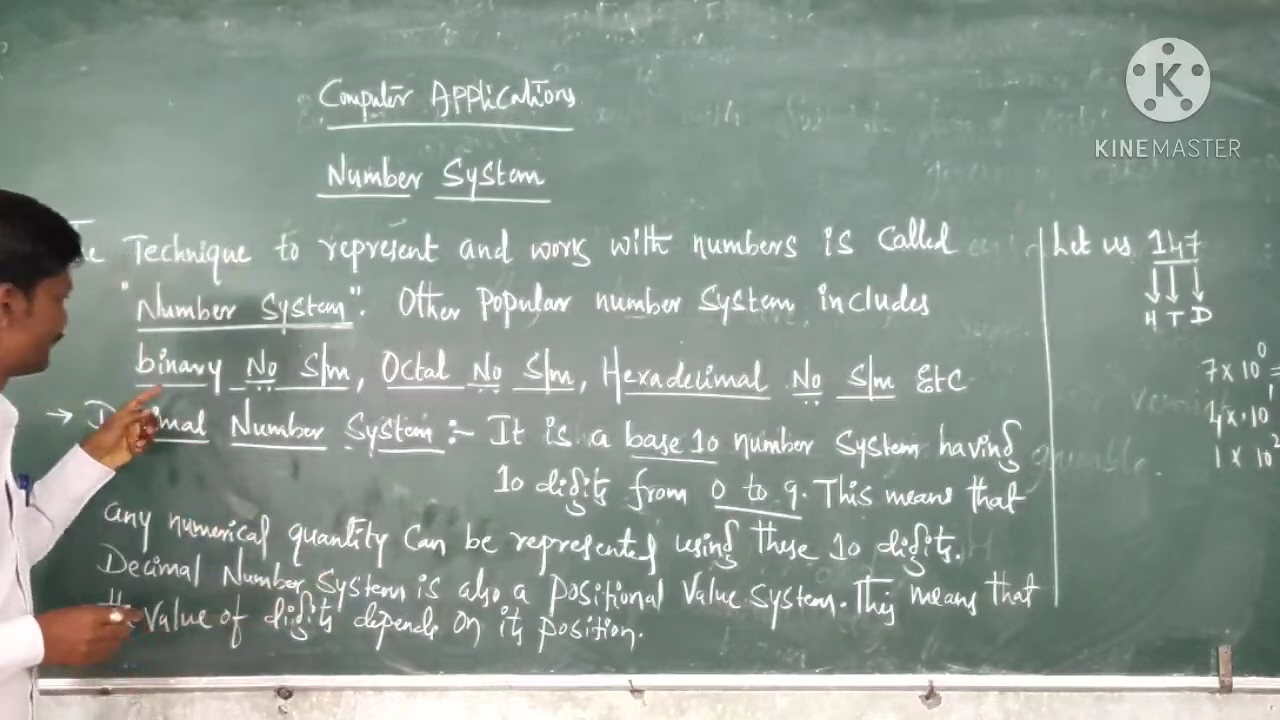 Computer Applications
Number System
Technique to represent and work with numbers is called
"Number System". Other popular number System includes
binary No S/m, Octal No S/m, Hexadecimal No S/m Etc
→ Decimal Number System :- It is a base 10 number System having
10 digits from 0 to 9. This means that
any numerical quantity can be represented using these 10 digits.
Decimal Number System is also a positional value system. This means that
the value of digits depends on its position.
Let us 147
H T D
7 x 10⁰ =
4 x 10¹
1 x 10²
K
KINEMASTER